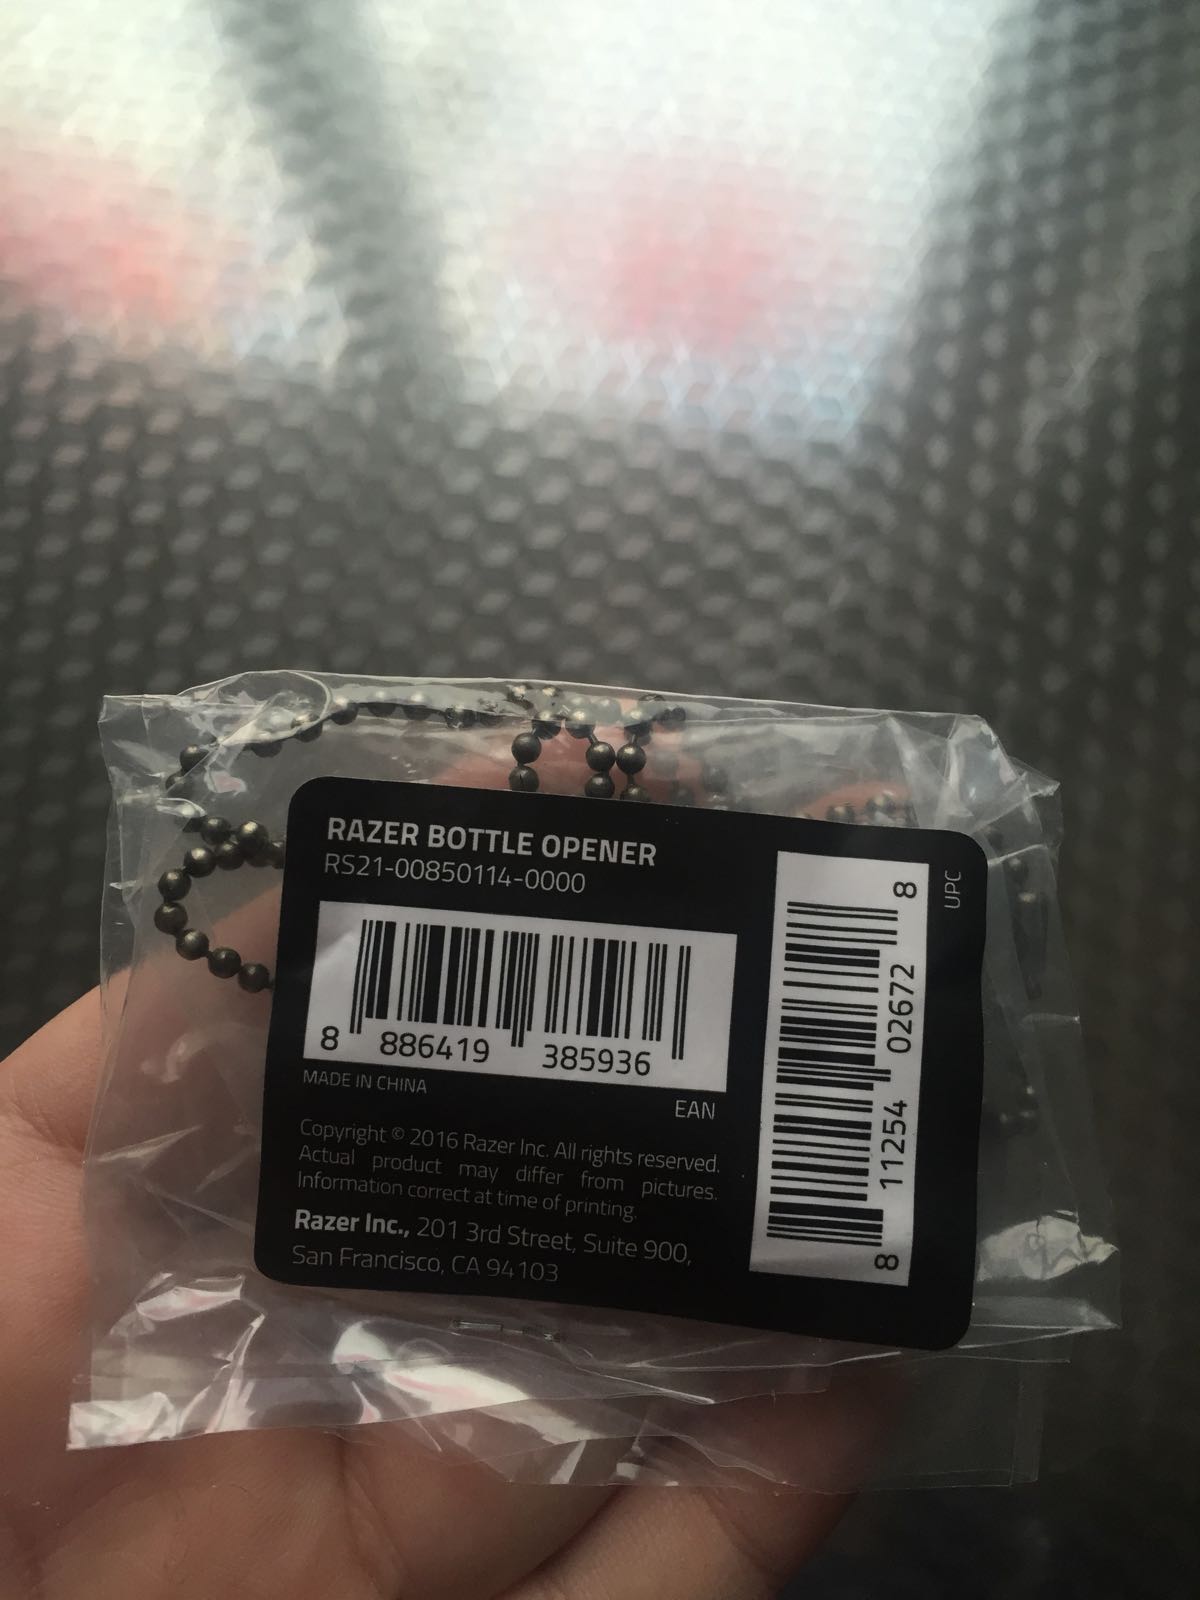 RAZER BOTTLE OPENER
RS21-00850114-0000
8 886419 385936
MADE IN CHINA
EAN
Copyright © 2016 Razer Inc. All rights reserved.
Actual product may differ from pictures.
Information correct at time of printing.
Razer Inc., 201 3rd Street, Suite 900,
San Francisco, CA 94103
8 11254 02672 8
UPC